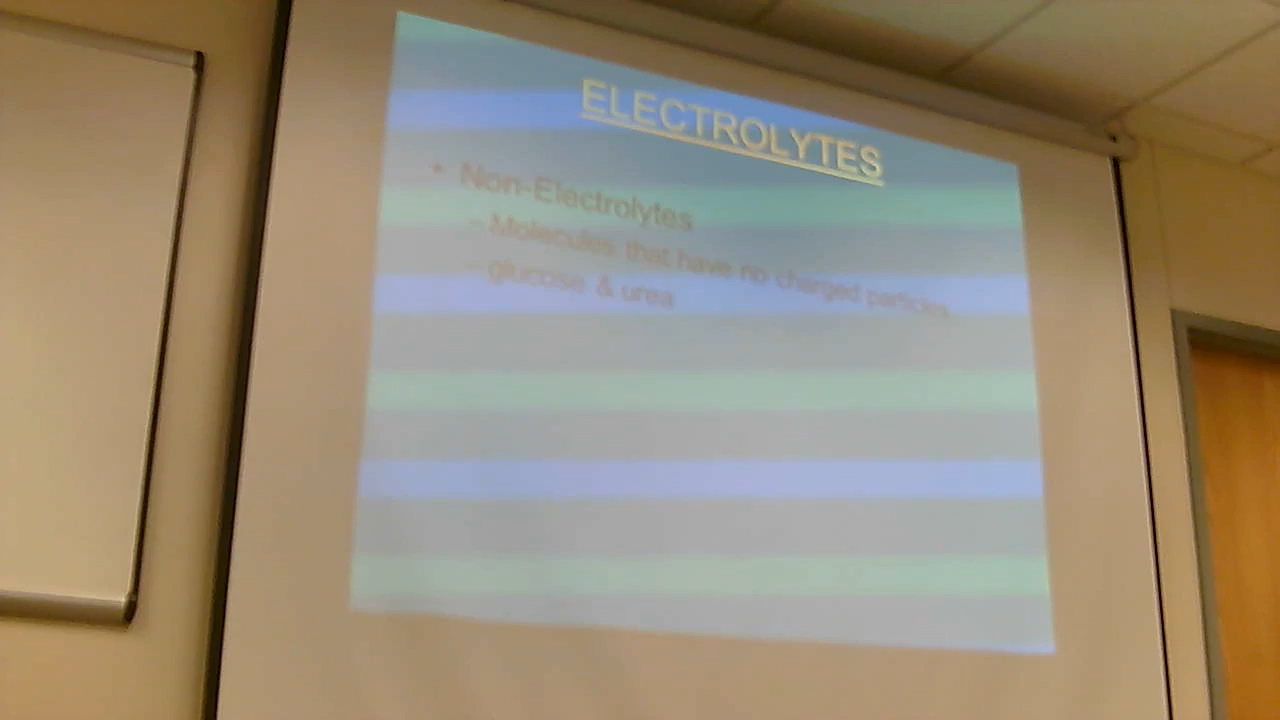 ELECTROLYTES
• Non-Electrolytes
– Molecules that have no charged particles
– glucose & urea